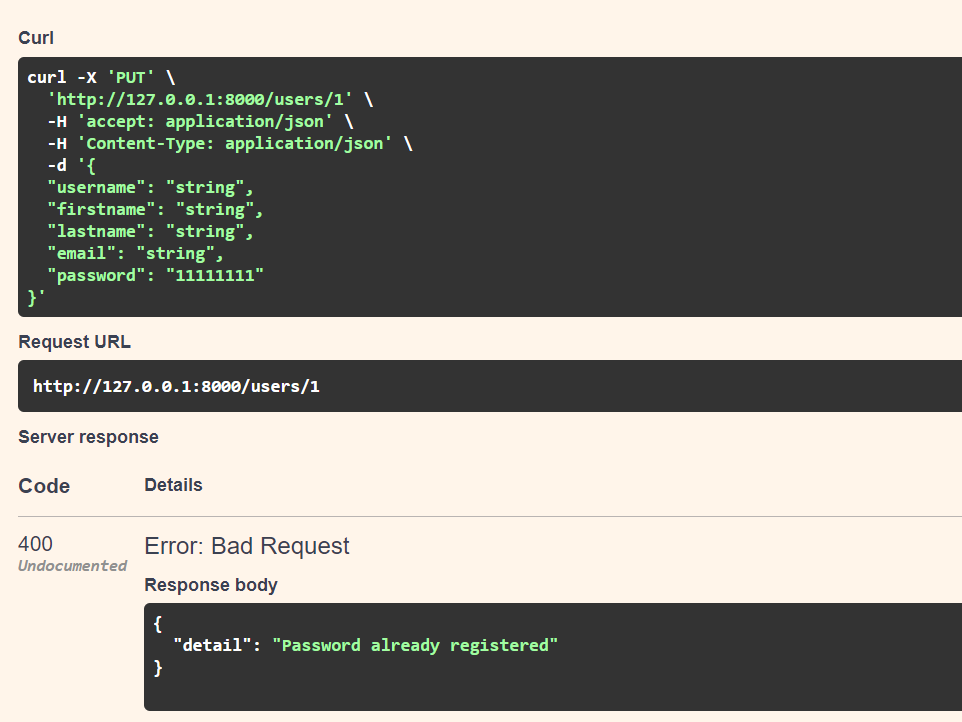 Curl
curl -X 'PUT' \
  'http://127.0.0.1:8000/users/1' \
  -H 'accept: application/json' \
  -H 'Content-Type: application/json' \
  -d '{
  "username": "string",
  "firstname": "string",
  "lastname": "string",
  "email": "string",
  "password": "11111111"
}'
Request URL
http://127.0.0.1:8000/users/1
Server response
Code Details
400 Error: Bad Request
Undocumented
Response body
{
  "detail": "Password already registered"
}